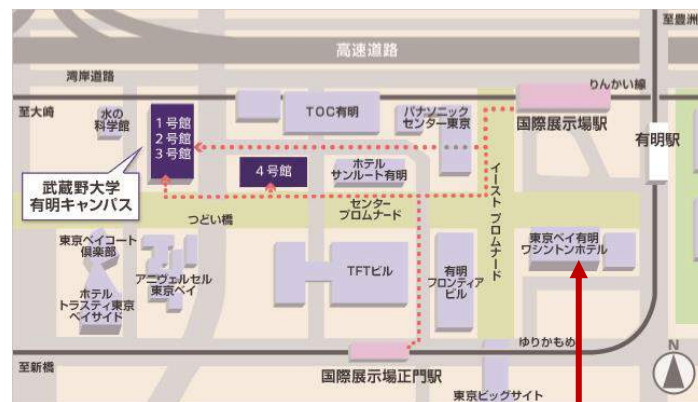 至豊洲
高速道路
湾岸道路
りんかい線
至大崎
水の
科学館
1号館
2号館
3号館
TOC有明
パナソニック
センター東京
国際展示場駅
有明駅
武蔵野大学
有明キャンパス
4号館
ホテル
サンルート有明
イースト プロムナード
センター
プロムナード
つどい橋
東京ベイコート
倶楽部
アニヴェルセル
東京ベイ
ホテル
トラスティ東京
ベイサイド
TFTビル
有明
フロンティア
ビル
東京ベイ有明
ワシントンホテル
ゆりかもめ
至新橋
国際展示場正門駅
東京ビッグサイト
N